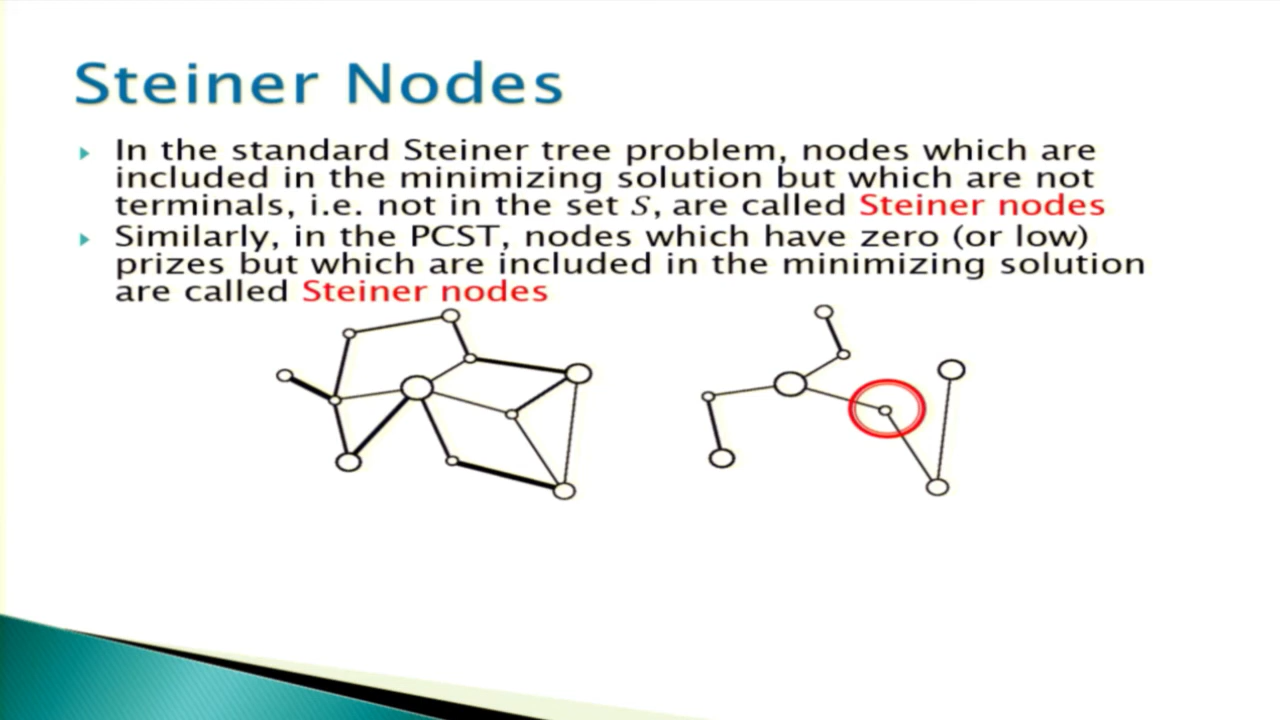 Steiner Nodes
In the standard Steiner tree problem, nodes which are
included in the minimizing solution but which are not
terminals, i.e. not in the set S, are called Steiner nodes
Similarly, in the PCST, nodes which have zero (or low)
prizes but which are included in the minimizing solution
are called Steiner nodes